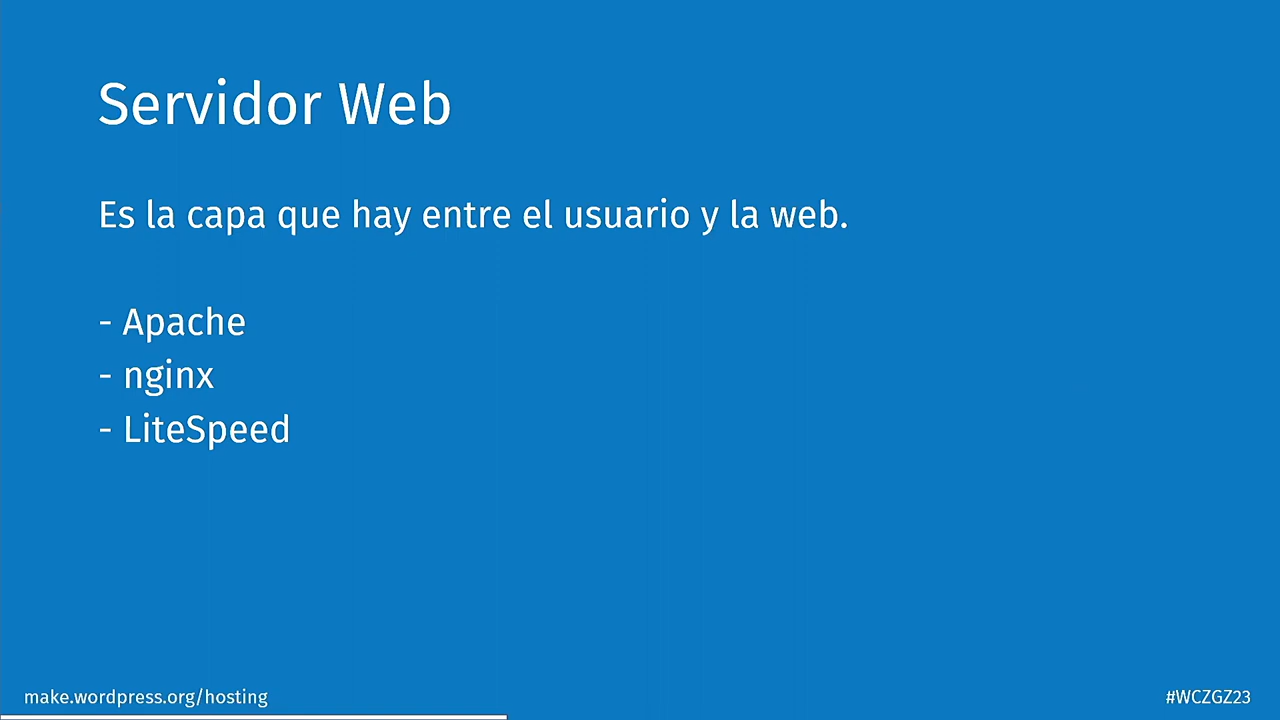 Servidor Web
Es la capa que hay entre el usuario y la web.
- Apache
- nginx
- LiteSpeed
make.wordpress.org/hosting
#WCZGZ23